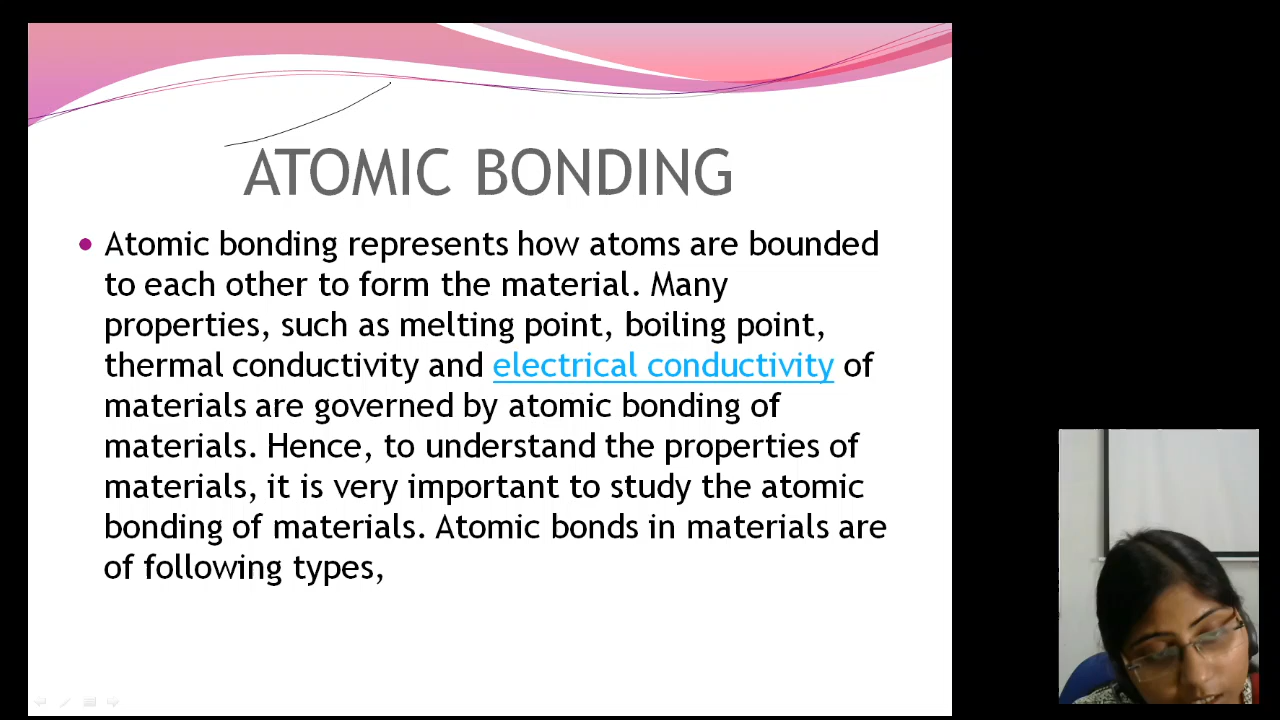 ATOMIC BONDING
• Atomic bonding represents how atoms are bounded
to each other to form the material. Many
properties, such as melting point, boiling point,
thermal conductivity and electrical conductivity of
materials are governed by atomic bonding of
materials. Hence, to understand the properties of
materials, it is very important to study the atomic
bonding of materials. Atomic bonds in materials are
of following types,